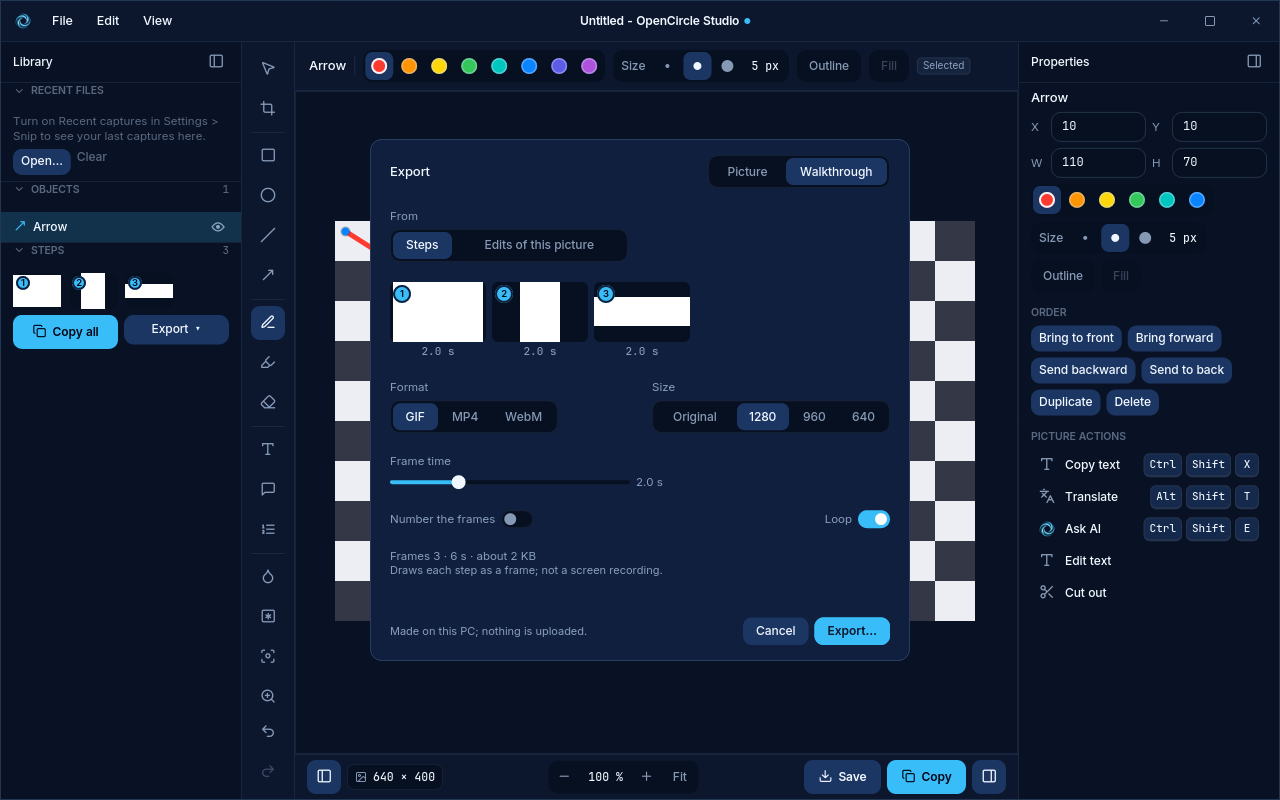 File Edit View
Untitled - OpenCircle Studio
Library
RECENT FILES
Turn on Recent captures in Settings >
Snip to see your last captures here.
Open... Clear
OBJECTS 1
Arrow
STEPS 3
1 2 3
Copy all Export
Arrow Size 5 px Outline Fill Selected
Export Picture Walkthrough
From
Steps Edits of this picture
1 2 3
2.0 s 2.0 s 2.0 s
Format Size
GIF MP4 WebM Original 1280 960 640
Frame time
2.0 s
Number the frames Loop
Frames 3 · 6 s · about 2 KB
Draws each step as a frame; not a screen recording.
Made on this PC; nothing is uploaded. Cancel Export...
640 × 400 100 % Fit Save Copy
Properties
Arrow
X 10 Y 10
W 110 H 70
Size 5 px
Outline Fill
ORDER
Bring to front Bring forward
Send backward Send to back
Duplicate Delete
PICTURE ACTIONS
Copy text Ctrl Shift X
Translate Alt Shift T
Ask AI Ctrl Shift E
Edit text
Cut out